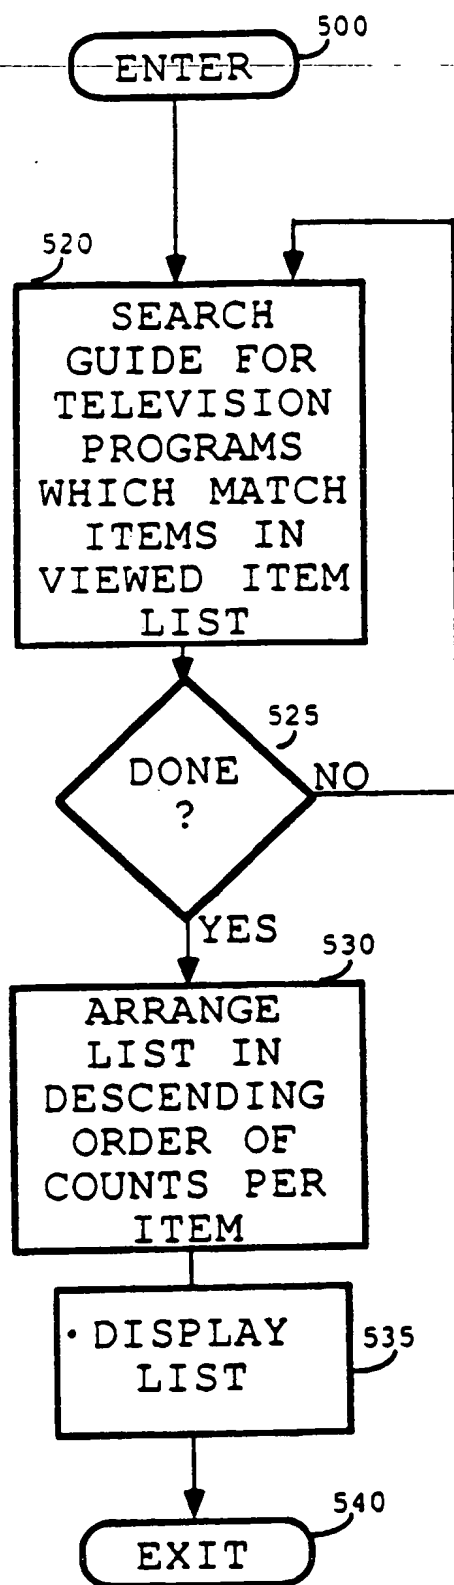 500
ENTER
520
SEARCH
GUIDE FOR
TELEVISION
PROGRAMS
WHICH MATCH
ITEMS IN
VIEWED ITEM
LIST
525
DONE
?
NO
YES
530
ARRANGE
LIST IN
DESCENDING
ORDER OF
COUNTS PER
ITEM
DISPLAY
LIST
535
540
EXIT